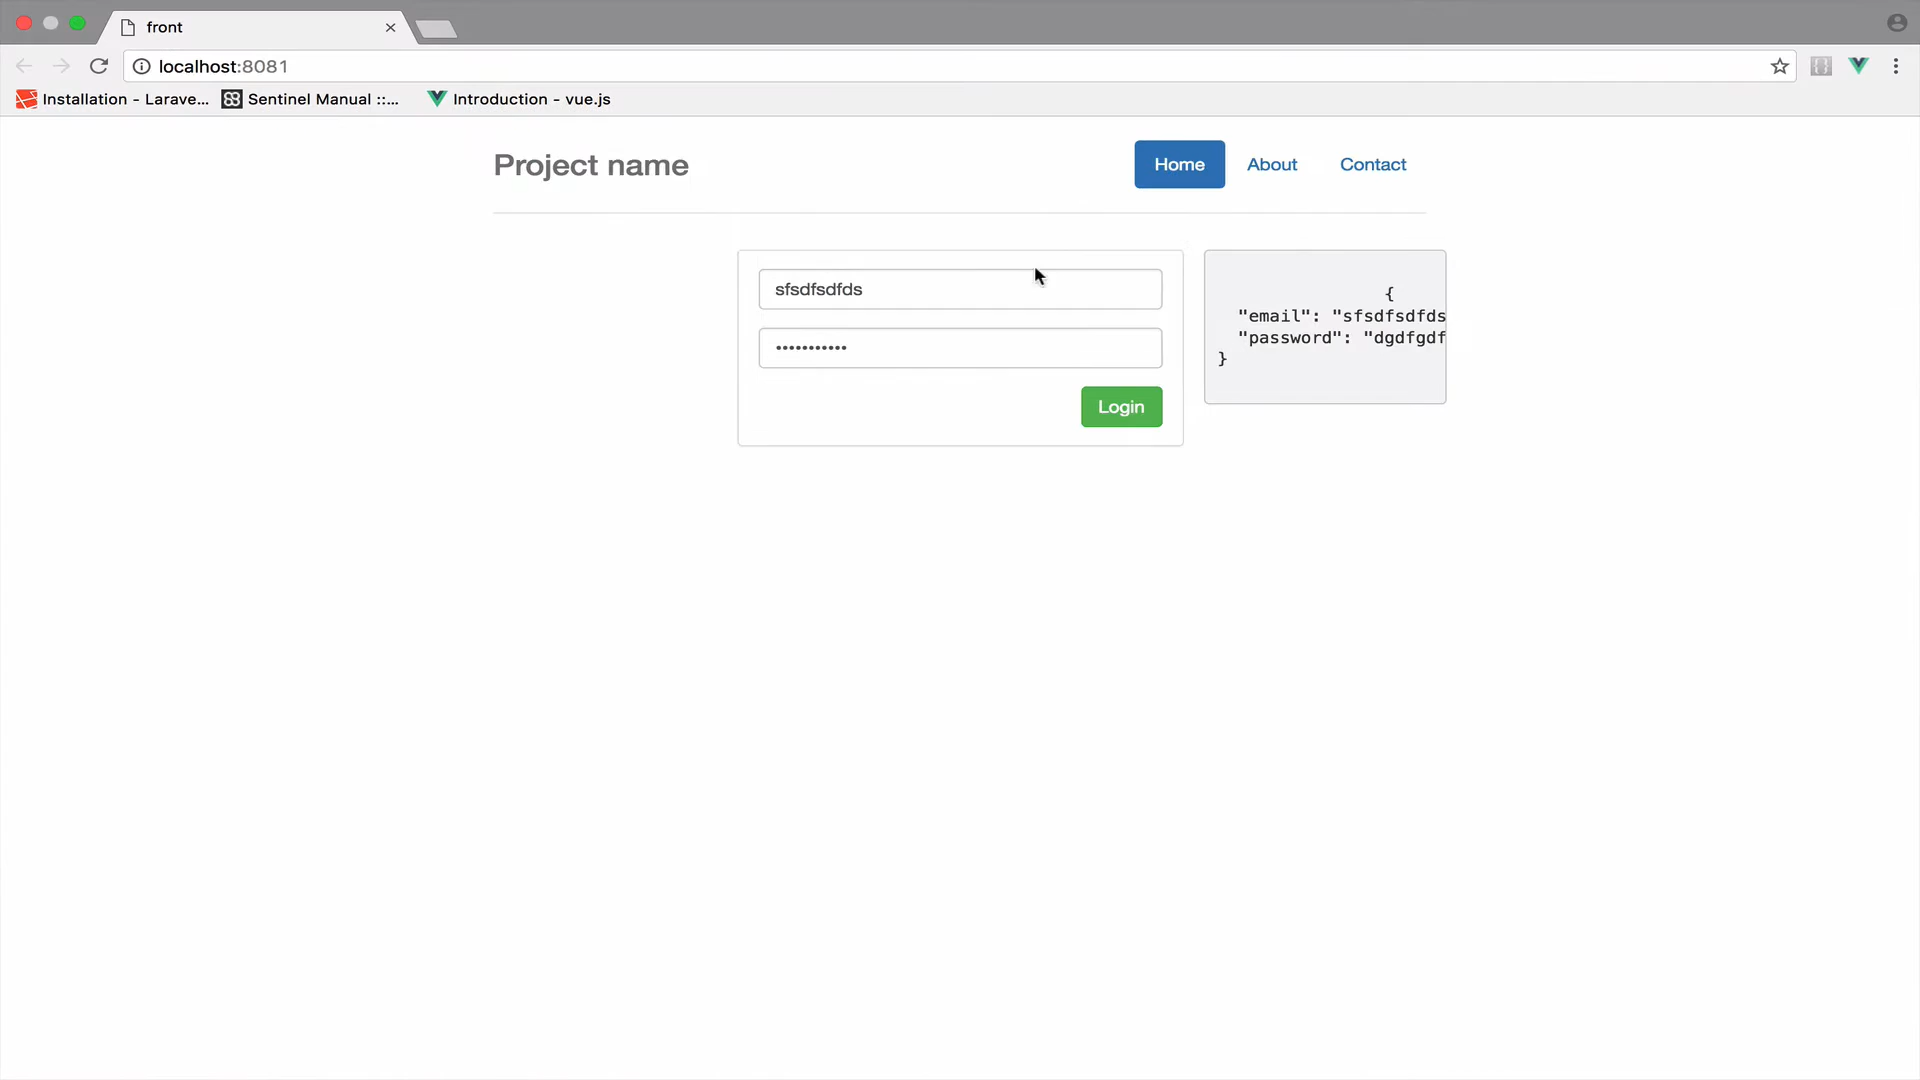 front
localhost:8081
Installation - Larave... Sentinel Manual ::... Introduction - vue.js
Project name Home About Contact
sfsdfsdfds
•••••••••••
Login
{
"email": "sfsdfsdfds
"password": "dgdfgdf
}